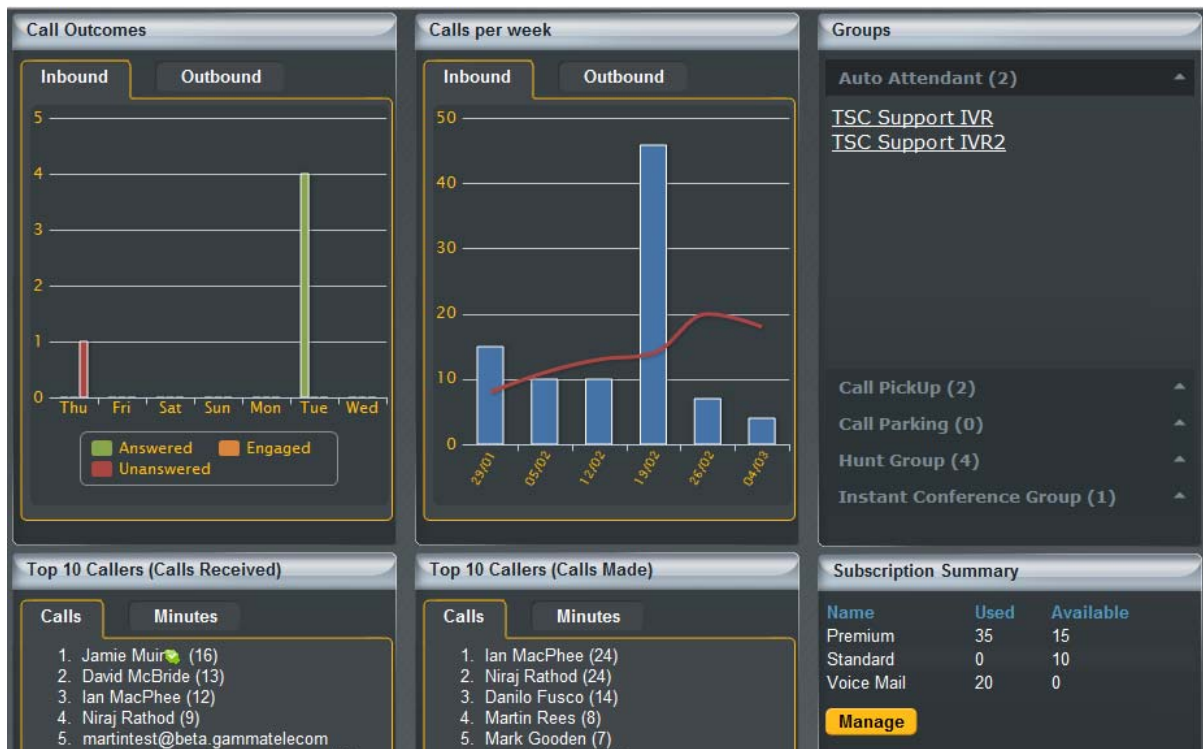 Call Outcomes
Inbound Outbound
5
4
3
2
1
0
Thu Fri Sat Sun Mon Tue Wed
Answered Engaged
Unanswered
Calls per week
Inbound Outbound
50
40
30
20
10
0
29/01 05/02 12/02 19/02 26/02 04/03
Groups
Auto Attendant (2)
TSC Support IVR
TSC Support IVR2
Call PickUp (2)
Call Parking (0)
Hunt Group (4)
Instant Conference Group (1)
Top 10 Callers (Calls Received)
Calls Minutes
1. Jamie Muir (16)
2. David McBride (13)
3. Ian MacPhee (12)
4. Niraj Rathod (9)
5. martintest@beta.gammatelecom
Top 10 Callers (Calls Made)
Calls Minutes
1. Ian MacPhee (24)
2. Niraj Rathod (24)
3. Danilo Fusco (14)
4. Martin Rees (8)
5. Mark Gooden (7)
Subscription Summary
Name Used Available
Premium 35 15
Standard 0 10
Voice Mail 20 0
Manage